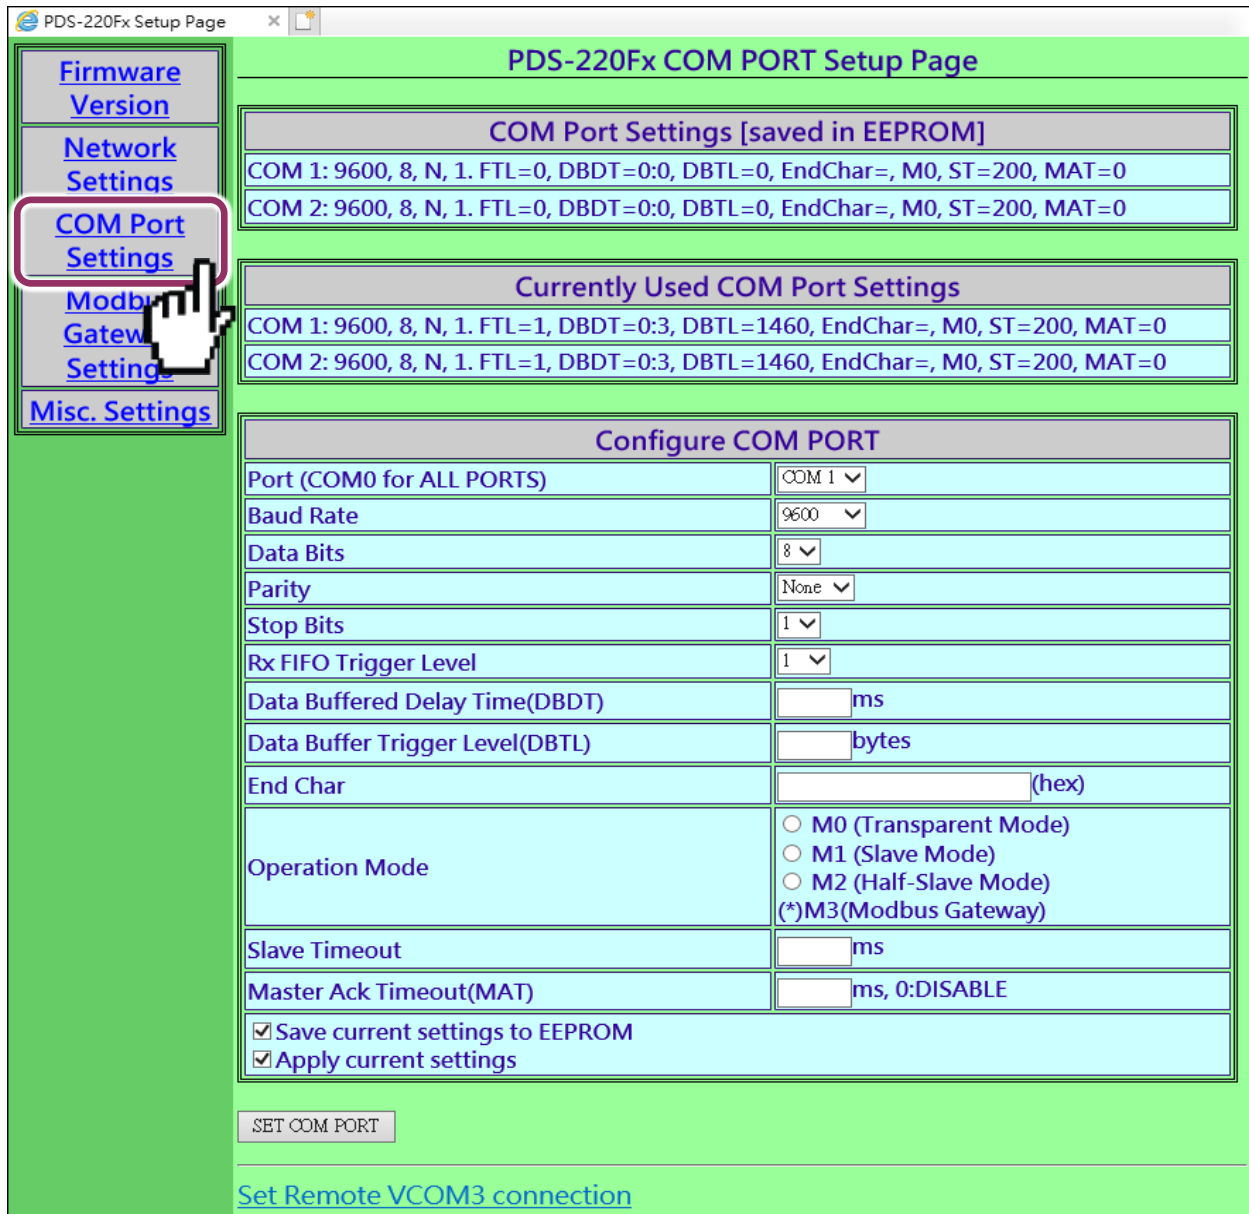 PDS-220Fx Setup Page
Firmware
Version
Network
Settings
COM Port
Settings
Settings
Misc. Settings
PDS-220Fx COM PORT Setup Page
COM Port Settings [saved in EEPROM]
COM 1: 9600, 8, N, 1. FTL=0, DBDT=0:0, DBTL=0, EndChar=, M0, ST=200, MAT=0
COM 2: 9600, 8, N, 1. FTL=0, DBDT=0:0, DBTL=0, EndChar=, M0, ST=200, MAT=0
Currently Used COM Port Settings
COM 1: 9600, 8, N, 1. FTL=1, DBDT=0:3, DBTL=1460, EndChar=, M0, ST=200, MAT=0
COM 2: 9600, 8, N, 1. FTL=1, DBDT=0:3, DBTL=1460, EndChar=, M0, ST=200, MAT=0
Configure COM PORT
Port (COM0 for ALL PORTS) COM 1
Baud Rate 9600
Data Bits 8
Parity None
Stop Bits 1
Rx FIFO Trigger Level 1
Data Buffered Delay Time(DBDT) ms
Data Buffer Trigger Level(DBTL) bytes
End Char (hex)
Operation Mode
M0 (Transparent Mode)
M1 (Slave Mode)
M2 (Half-Slave Mode)
(*)M3(Modbus Gateway)
Slave Timeout ms
Master Ack Timeout(MAT) ms, 0:DISABLE
Save current settings to EEPROM
Apply current settings
SET COM PORT
Set Remote VCOM3 connection